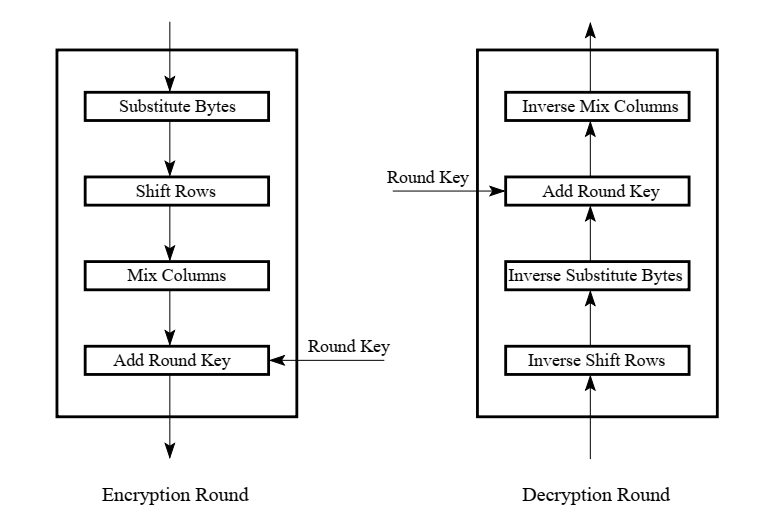 Substitute Bytes
Shift Rows
Mix Columns
Add Round Key
Round Key
Encryption Round
Inverse Mix Columns
Round Key
Add Round Key
Inverse Substitute Bytes
Inverse Shift Rows
Decryption Round